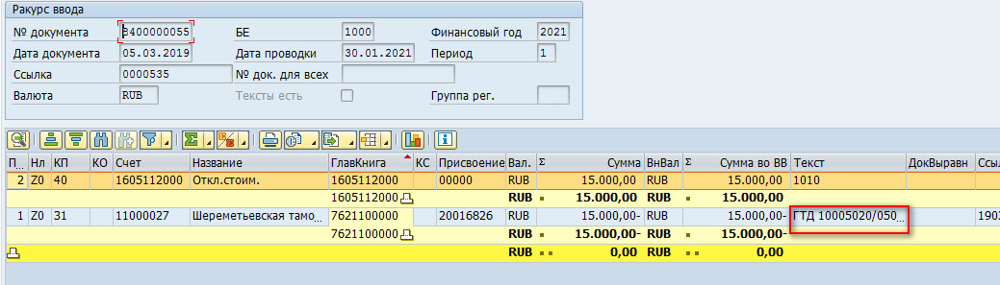 Ракурс ввода
№ документа 8400000055 БЕ 1000 Финансовый год 2021
Дата документа 05.03.2019 Дата проводки 30.01.2021 Период 1
Ссылка 0000535 № док. для всех
Валюта RUB Тексты есть Группа рег.
П... Нл КП КО Счет Название ГлавКнига КС Присвоение Вал. Σ Сумма ВнВал Σ Сумма во ВВ Текст ДокВыравн Ссы
2 Z0 40 1605112000 Откл.стоим. 1605112000 00000 RUB 15.000,00 RUB 15.000,00 1010
1605112000 RUB 15.000,00 RUB 15.000,00
1 Z0 31 11000027 Шереметьевская тамо... 7621100000 20016826 RUB 15.000,00- RUB 15.000,00- ГТД 10005020/050... 190
7621100000 RUB 15.000,00- RUB 15.000,00-
RUB 0,00 RUB 0,00